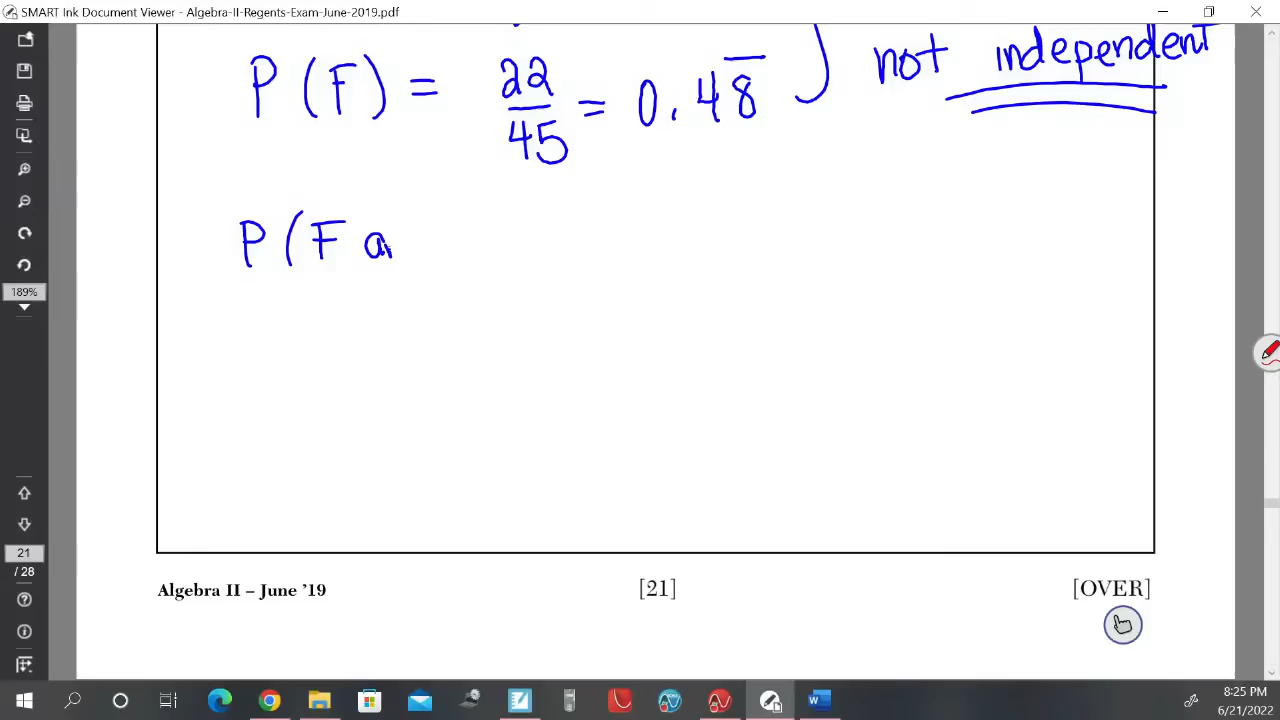 SMART Ink Document Viewer - Algebra-II-Regents-Exam-June-2019.pdf
not independent
P(F) = 22/45 = 0.48̅
P(F a
189%
21
/ 28
Algebra II – June ’19 [21] [OVER]
8:25 PM
6/21/2022